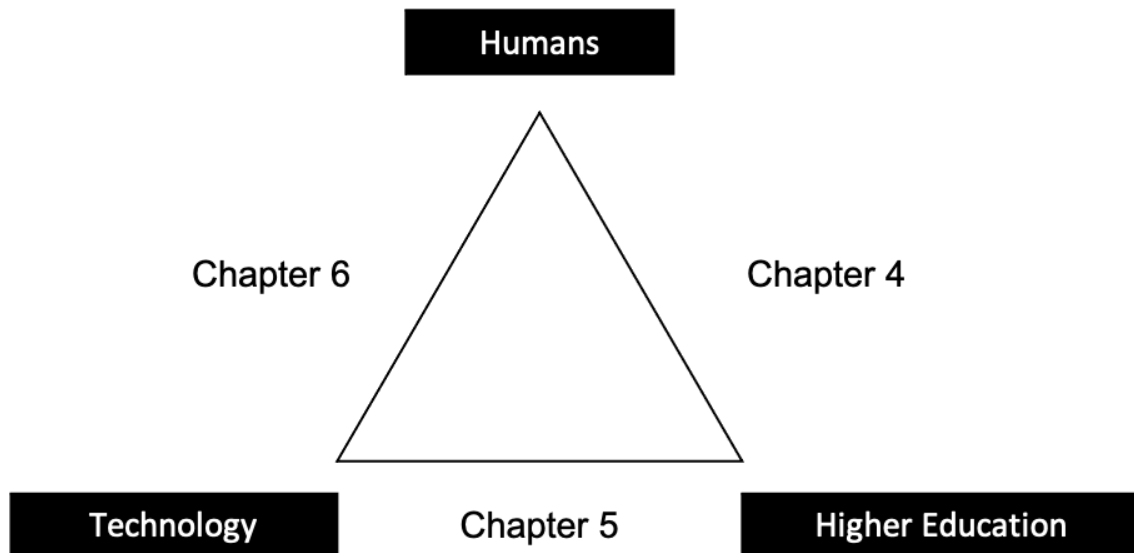 Humans
Chapter 6
Chapter 4
Technology
Chapter 5
Higher Education